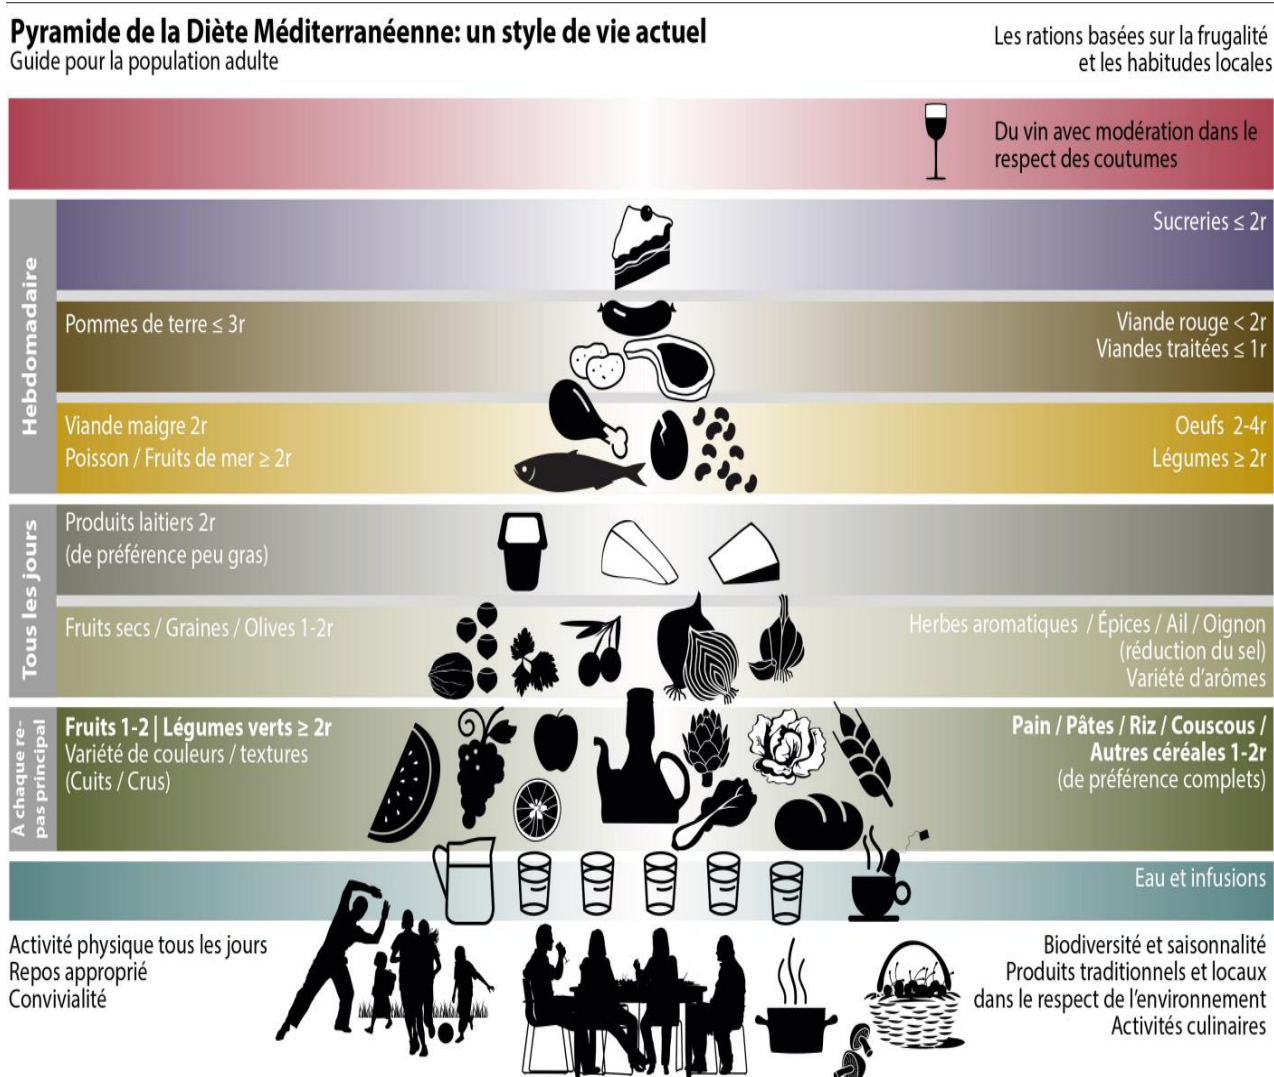 Pyramide de la Diète Méditerranéenne: un style de vie actuel
Guide pour la population adulte
Les rations basées sur la frugalité
et les habitudes locales
Du vin avec modération dans le
respect des coutumes
Hebdomadaire
Sucreries ≤ 2r
Pommes de terre ≤ 3r
Viande rouge < 2r
Viandes traitées ≤ 1r
Viande maigre 2r
Poisson / Fruits de mer ≥ 2r
Oeufs 2-4r
Légumes ≥ 2r
Tous les jours
Produits laitiers 2r
(de préférence peu gras)
Fruits secs / Graines / Olives 1-2r
Herbes aromatiques / Épices / Ail / Oignon
(réduction du sel)
Variété d'arômes
A chaque re-
pas principal
Fruits 1-2 | Légumes verts ≥ 2r
Variété de couleurs / textures
(Cuits / Crus)
Pain / Pâtes / Riz / Couscous /
Autres céréales 1-2r
(de préférence complets)
Eau et infusions
Activité physique tous les jours
Repos approprié
Convivialité
Biodiversité et saisonnalité
Produits traditionnels et locaux
dans le respect de l'environnement
Activités culinaires